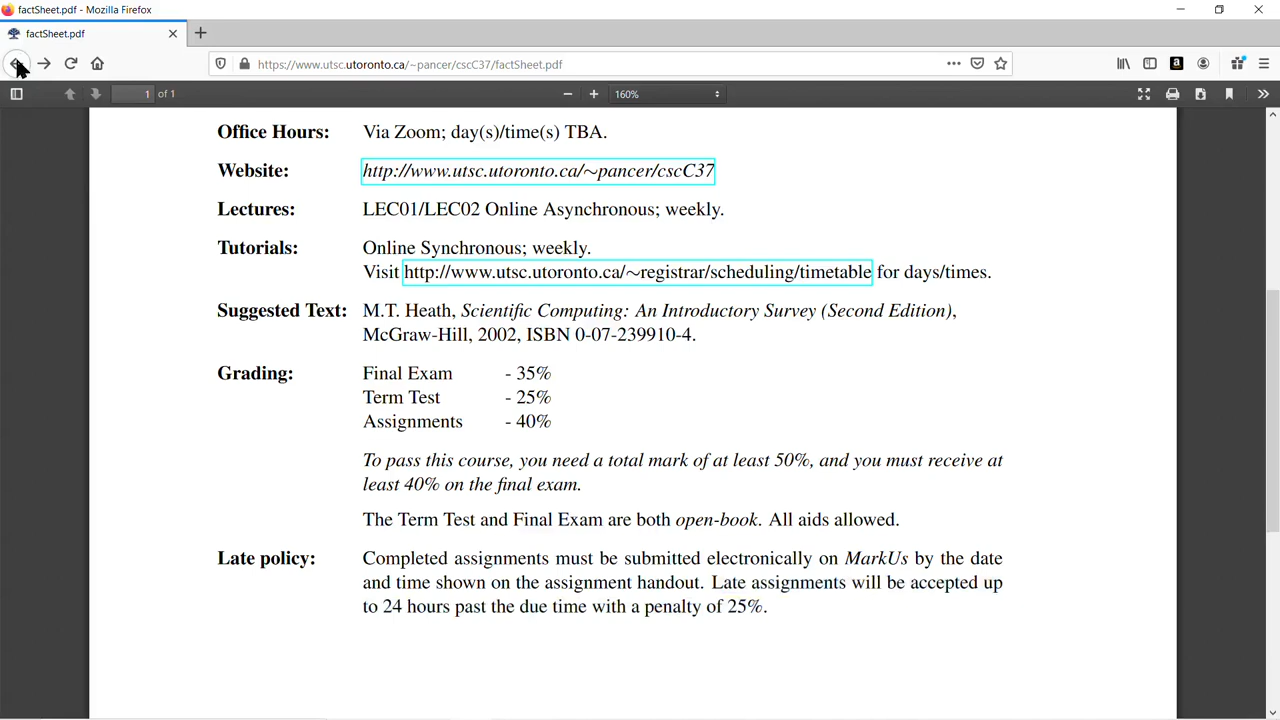 factSheet.pdf - Mozilla Firefox
factSheet.pdf
https://www.utsc.utoronto.ca/~pancer/cscC37/factSheet.pdf
1 of 1
160%
Office Hours: Via Zoom; day(s)/time(s) TBA.
Website: http://www.utsc.utoronto.ca/~pancer/cscC37
Lectures: LEC01/LEC02 Online Asynchronous; weekly.
Tutorials: Online Synchronous; weekly.
Visit http://www.utsc.utoronto.ca/~registrar/scheduling/timetable for days/times.
Suggested Text: M.T. Heath, Scientific Computing: An Introductory Survey (Second Edition),
McGraw-Hill, 2002, ISBN 0-07-239910-4.
Grading: Final Exam - 35%
Term Test - 25%
Assignments - 40%
To pass this course, you need a total mark of at least 50%, and you must receive at
least 40% on the final exam.
The Term Test and Final Exam are both open-book. All aids allowed.
Late policy: Completed assignments must be submitted electronically on MarkUs by the date
and time shown on the assignment handout. Late assignments will be accepted up
to 24 hours past the due time with a penalty of 25%.